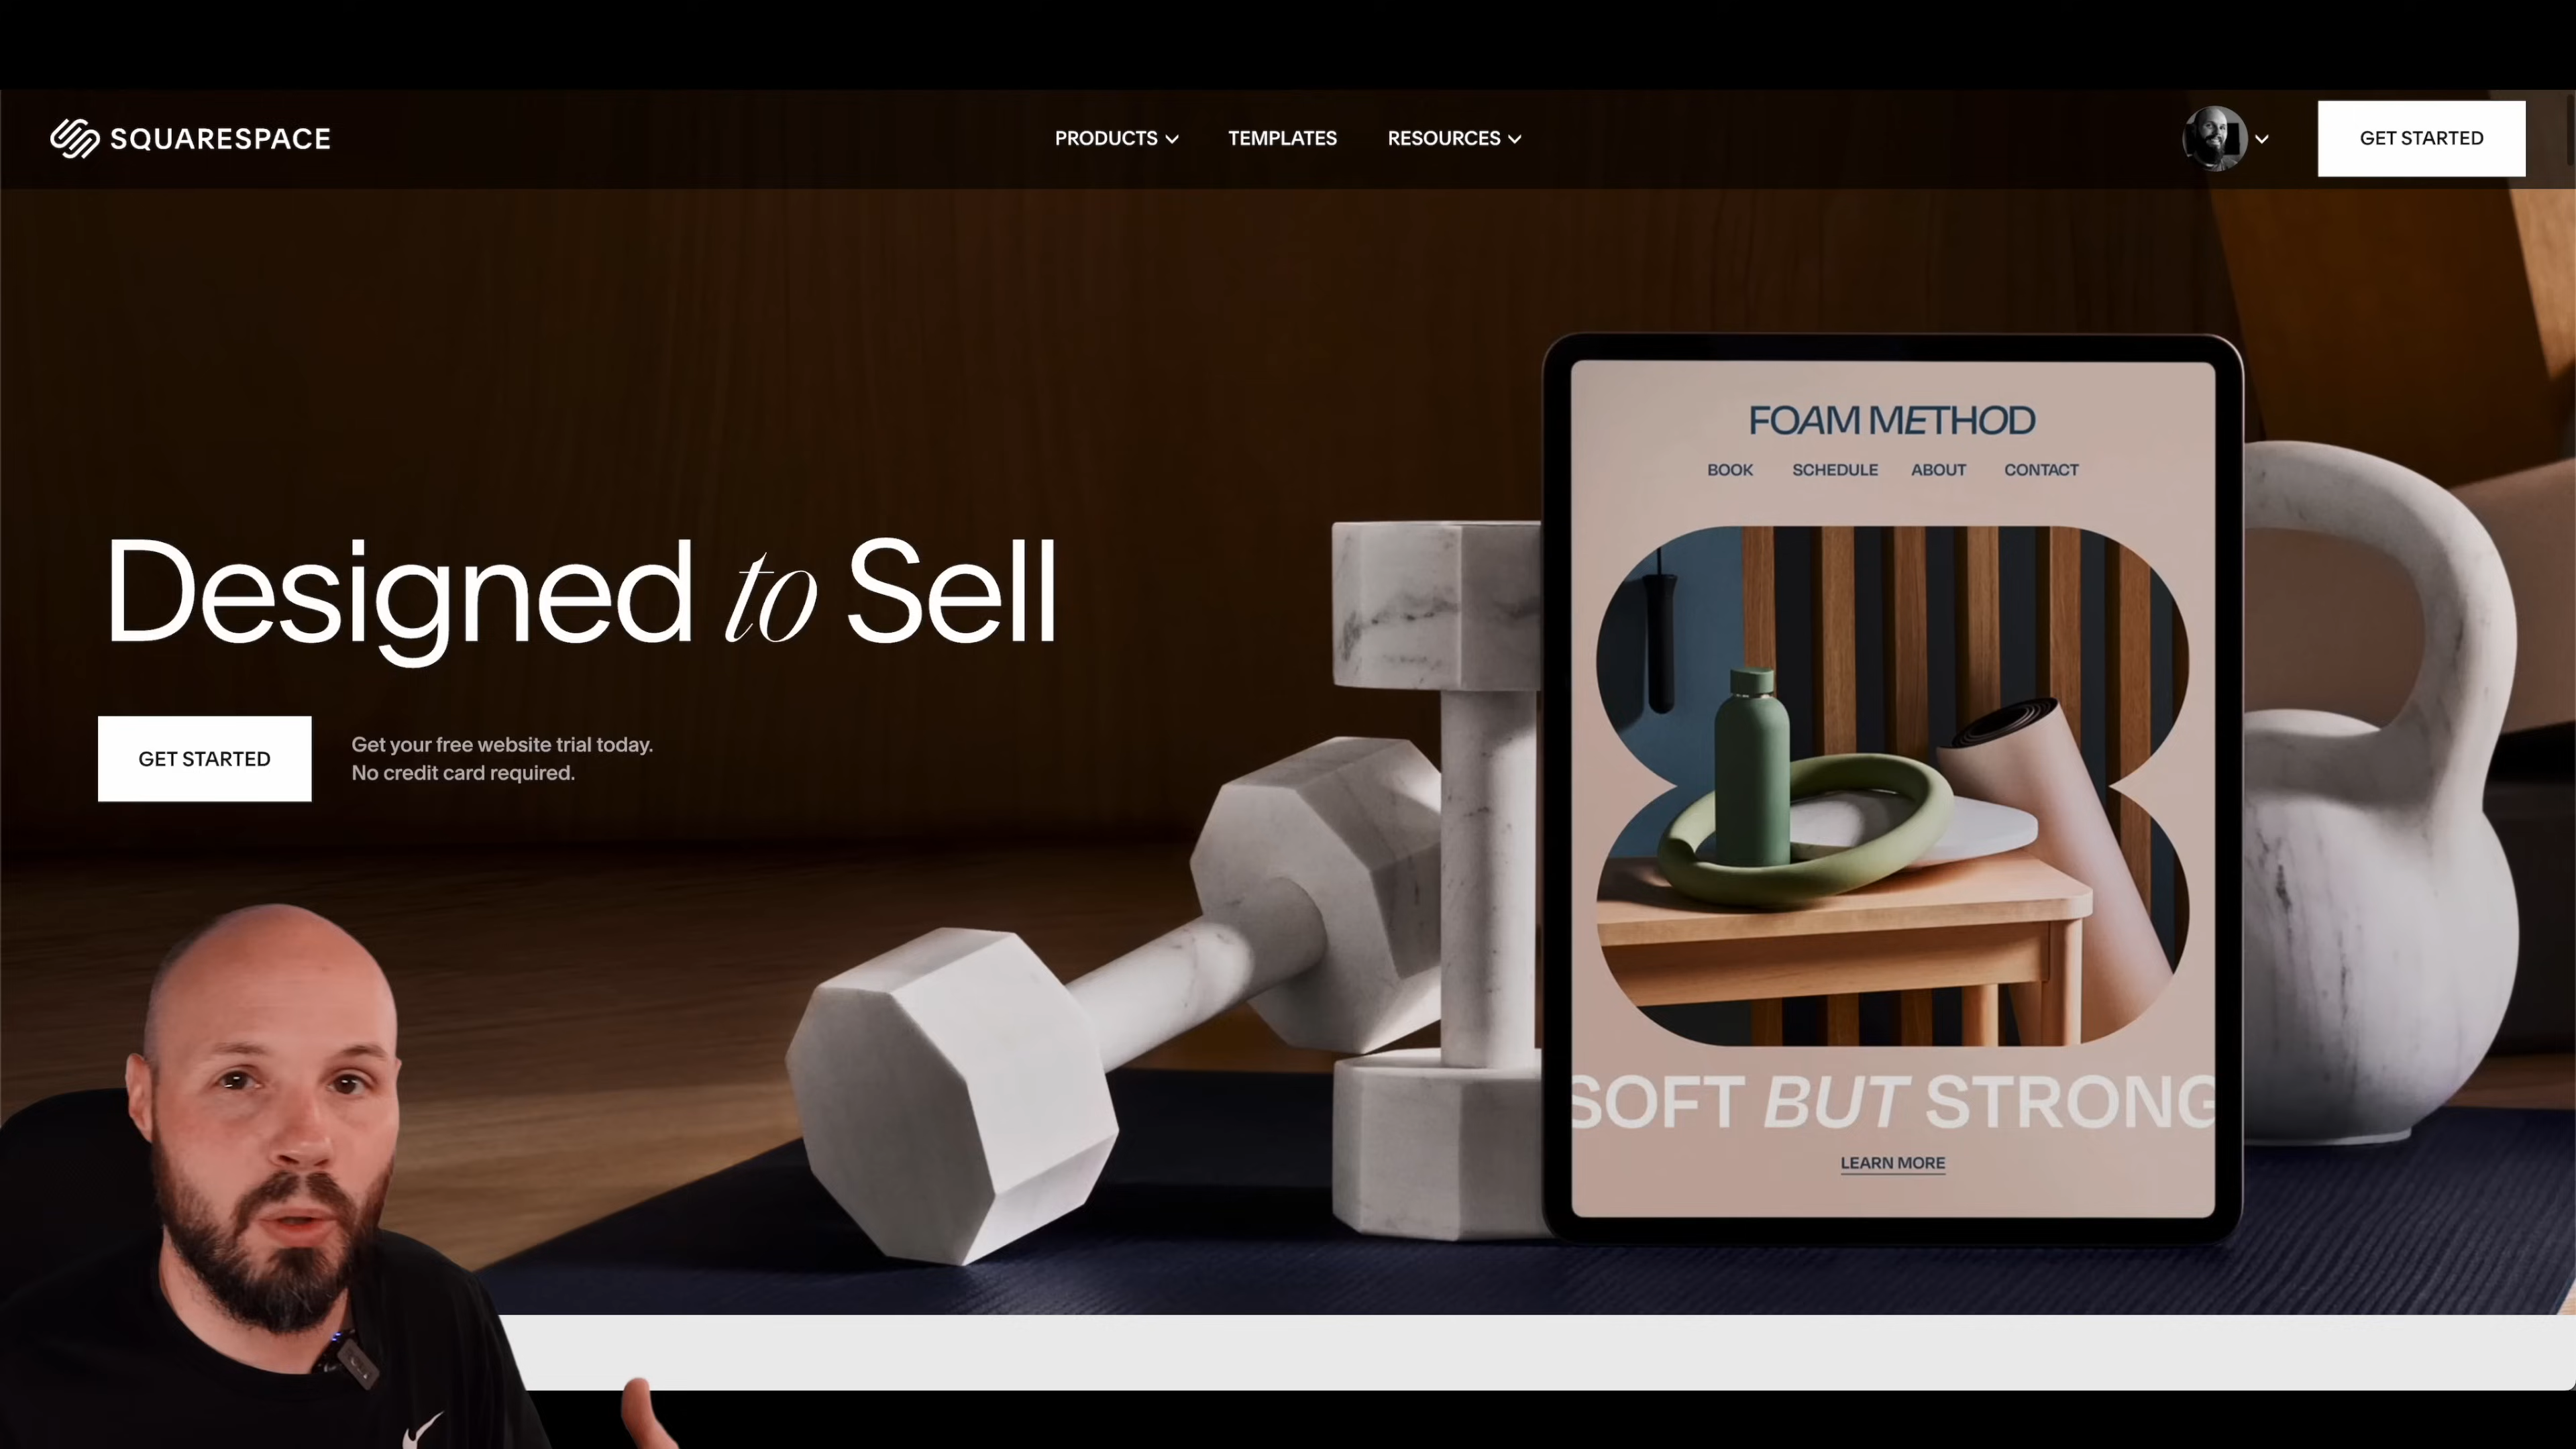 SQUARESPACE
PRODUCTS
TEMPLATES
RESOURCES
GET STARTED
Designed to Sell
GET STARTED
Get your free website trial today.
No credit card required.
FOAM METHOD
BOOK
SCHEDULE
ABOUT
CONTACT
SOFT BUT STRONG
LEARN MORE